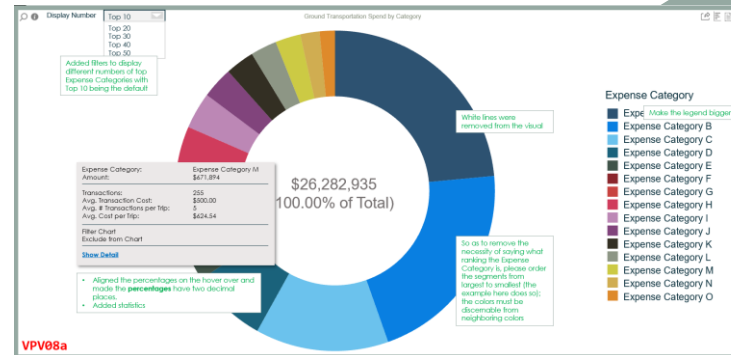 Display Number
Top 10
Ground Transportation Spend by Category
Top 20
Top 30
Top 40
Top 50
Added filters to display
different numbers of top
Expense Categories with
Top 10 being the default
White lines were
removed from the visual
Expense Category
Expe
Make the legend bigger
Expense Category B
Expense Category C
Expense Category D
Expense Category E
Expense Category F
Expense Category G
Expense Category H
Expense Category I
Expense Category J
Expense Category K
Expense Category L
Expense Category M
Expense Category N
Expense Category O
$26,282,935
100.00% of Total)
Expense Category: Expense Category M
Amount: $671,894
Transactions: 255
Avg. Transaction Cost: $500.00
Avg. # Transactions per Trip: 5
Avg. Cost per Trip: $624.54
Filter Chart
Exclude from Chart
Show Detail
So as to remove the
necessity of saying what
ranking the Expense
Category is, please order
the segments from
largest to smallest (the
example here does so);
the colors must be
discernable from
neighboring colors
• Aligned the percentages on the hover over and
made the percentages have two decimal
places.
• Added statistics
VPV08a